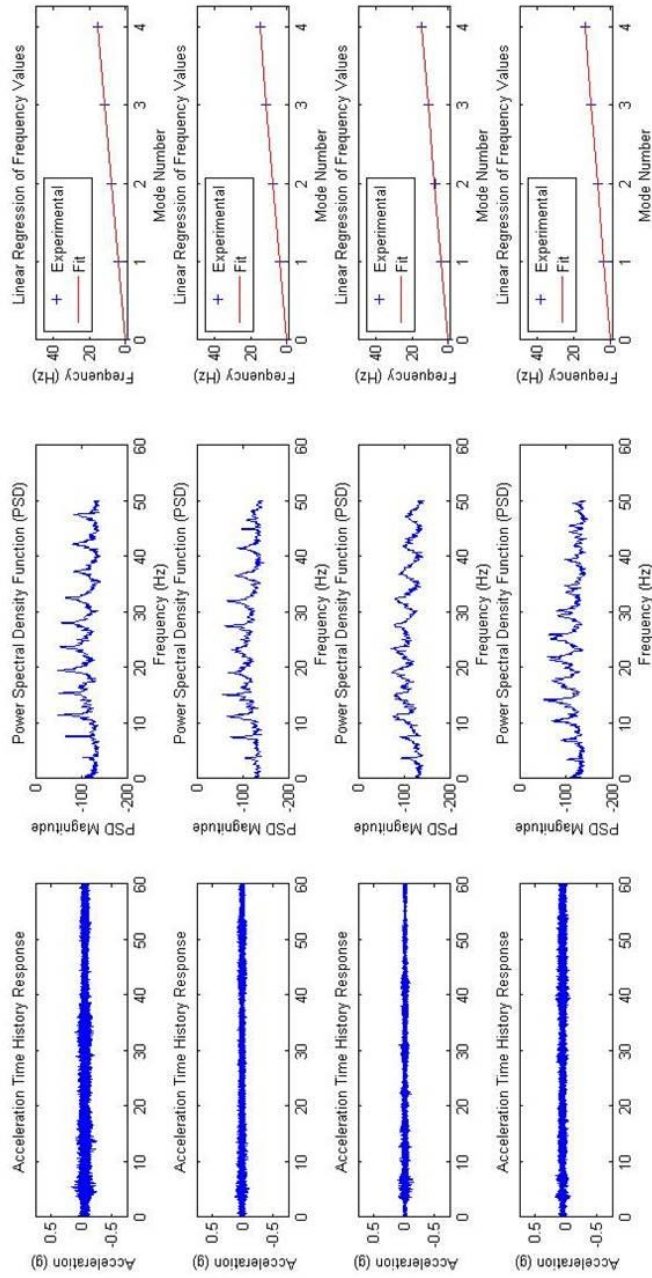 Acceleration Time History Response
Acceleration (g)
0.5
0
-0.5
0 10 20 30 40 50 60
Power Spectral Density Function (PSD)
PSD Magnitude
0
-100
-200
0 10 20 30 40 50 60
Frequency (Hz)
Linear Regression of Frequency Values
Frequency (Hz)
40
20
0
Experimental
Fit
0 1 2 3 4
Mode Number
Acceleration Time History Response
Acceleration (g)
0.5
0
-0.5
0 10 20 30 40 50 60
Power Spectral Density Function (PSD)
PSD Magnitude
0
-100
-200
0 10 20 30 40 50 60
Frequency (Hz)
Linear Regression of Frequency Values
Frequency (Hz)
40
20
0
Experimental
Fit
0 1 2 3 4
Mode Number
Acceleration Time History Response
Acceleration (g)
0.5
0
-0.5
0 10 20 30 40 50 60
Power Spectral Density Function (PSD)
PSD Magnitude
0
-100
-200
0 10 20 30 40 50 60
Frequency (Hz)
Linear Regression of Frequency Values
Frequency (Hz)
40
20
0
Experimental
Fit
0 1 2 3 4
Mode Number
Acceleration Time History Response
Acceleration (g)
0.5
0
-0.5
0 10 20 30 40 50 60
Power Spectral Density Function (PSD)
PSD Magnitude
0
-100
-200
0 10 20 30 40 50 60
Frequency (Hz)
Linear Regression of Frequency Values
Frequency (Hz)
40
20
0
Experimental
Fit
0 1 2 3 4
Mode Number